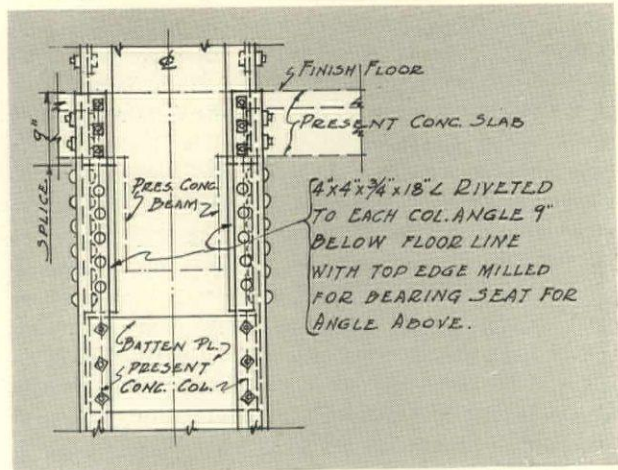 ℄
FINISH FLOOR
PRESENT CONC. SLAB
9"
SPLICE
PRES. CONC.
BEAM
4"x4"x3/4"x18" L RIVETED
TO EACH COL. ANGLE 9"
BELOW FLOOR LINE
WITH TOP EDGE MILLED
FOR BEARING SEAT FOR
ANGLE ABOVE.
BATTEN PL.
PRESENT
CONC. COL.